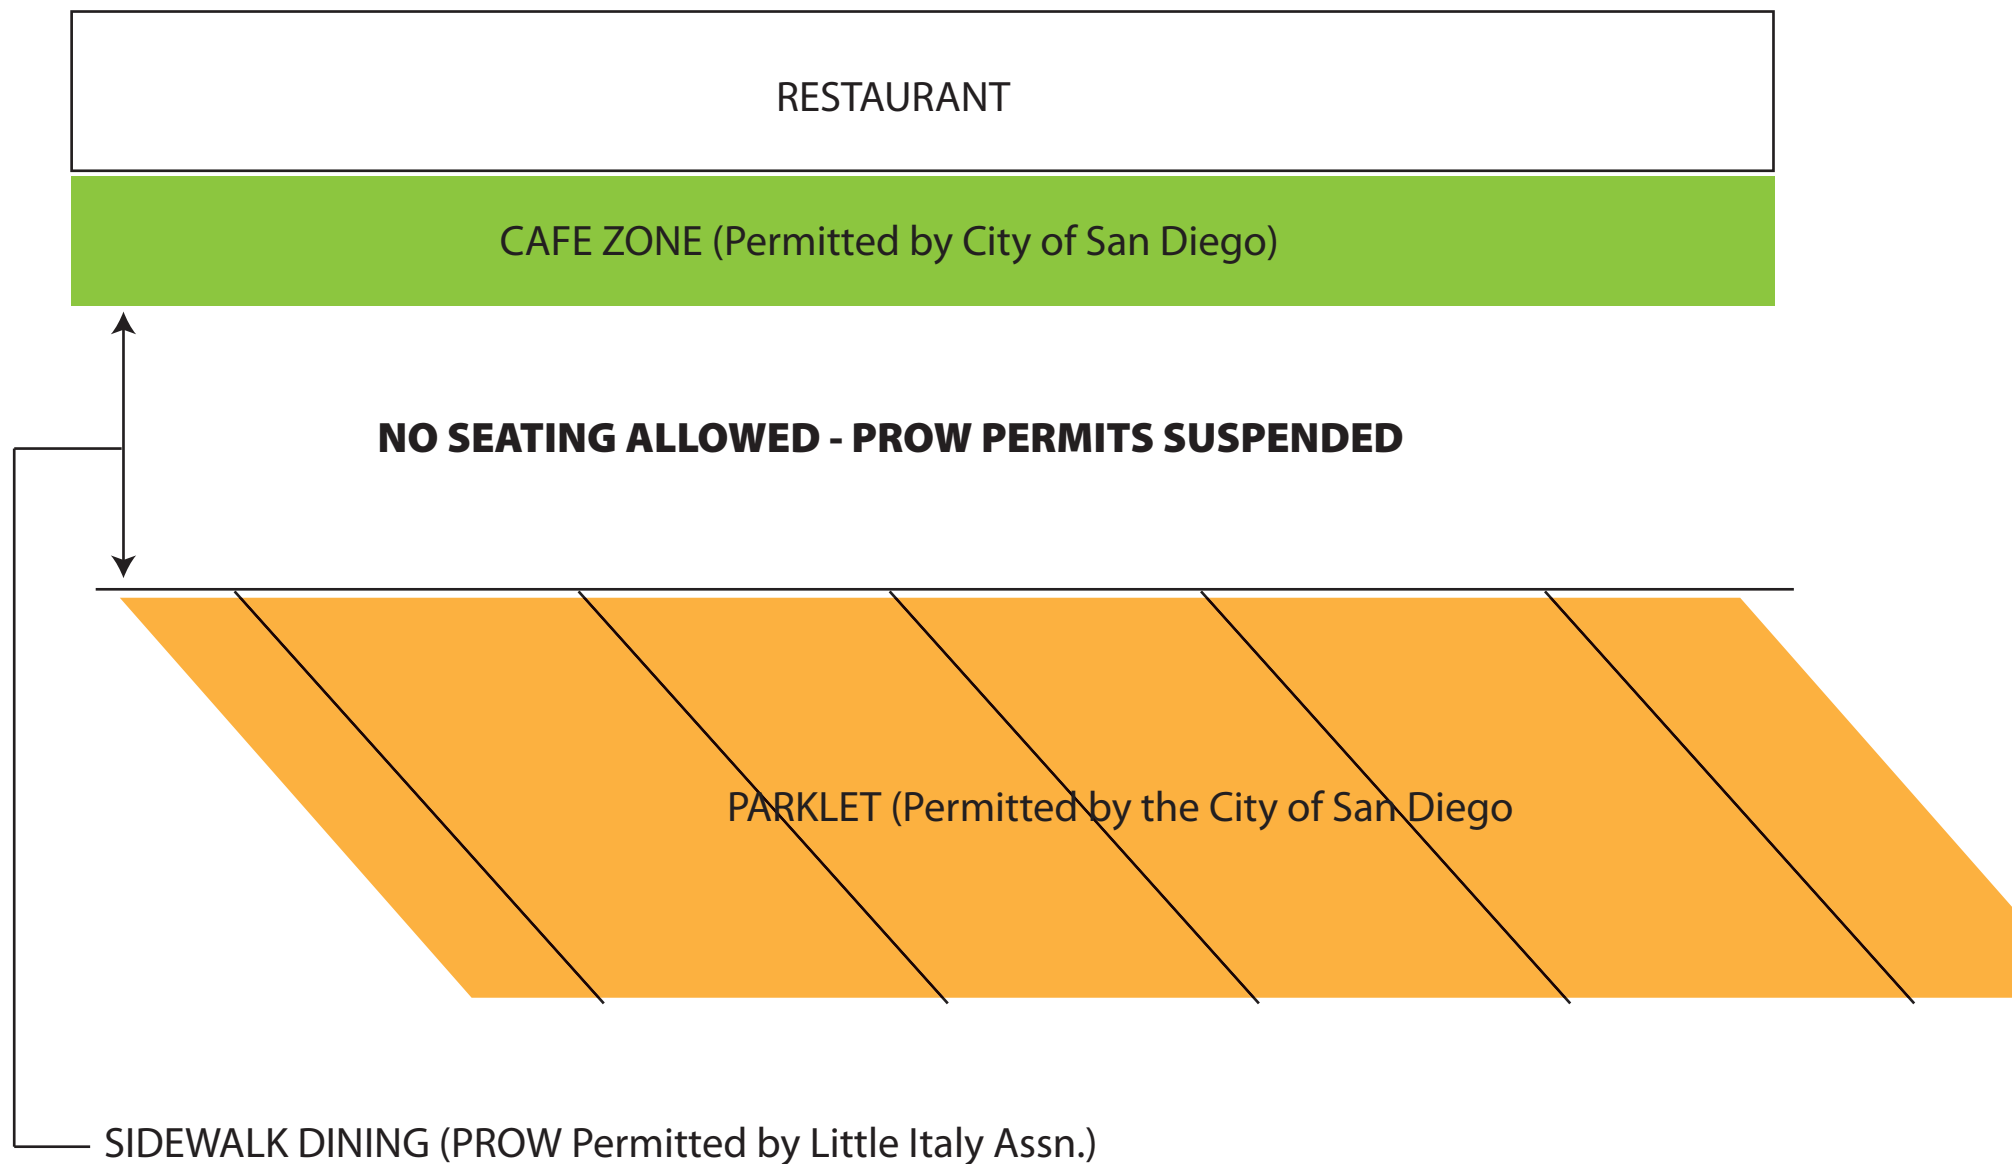 RESTAURANT
CAFE ZONE (Permitted by City of San Diego)
NO SEATING ALLOWED - PROW PERMITS SUSPENDED
PARKLET (Permitted by the City of San Diego
SIDEWALK DINING (PROW Permitted by Little Italy Assn.)